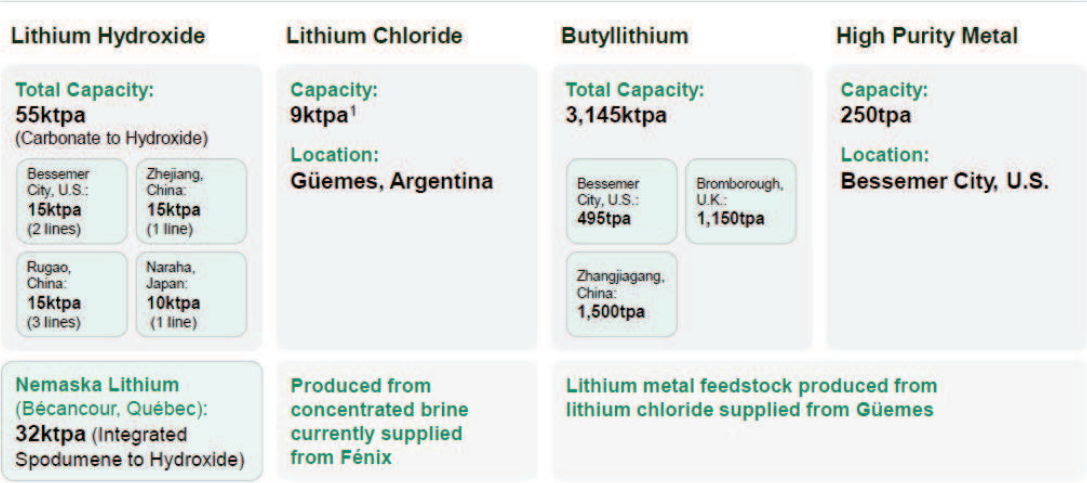 Lithium Hydroxide
Total Capacity:
55ktpa
(Carbonate to Hydroxide)
Bessemer
City, U.S.:
15ktpa
(2 lines)
Zhejiang,
China:
15ktpa
(1 line)
Rugao,
China:
15ktpa
(3 lines)
Naraha,
Japan:
10ktpa
(1 line)
Nemaska Lithium
(Bécancour, Québec):
32ktpa (Integrated
Spodumene to Hydroxide)
Lithium Chloride
Capacity:
9ktpa¹
Location:
Güemes, Argentina
Produced from
concentrated brine
currently supplied
from Fénix
Butyllithium
Total Capacity:
3,145ktpa
Bessemer
City, U.S.:
495tpa
Bromborough,
U.K.:
1,150tpa
Zhangjiagang,
China:
1,500tpa
High Purity Metal
Capacity:
250tpa
Location:
Bessemer City, U.S.
Lithium metal feedstock produced from
lithium chloride supplied from Güemes